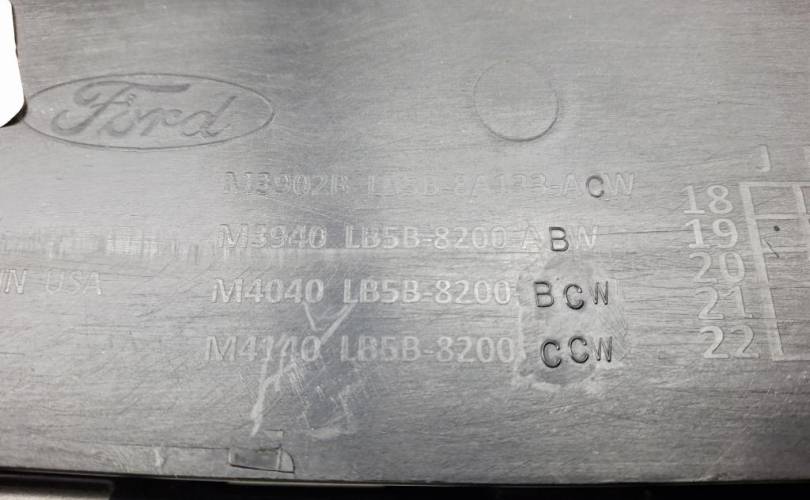 Ford
M3902B LB5B-8A133-ACW
M3940 LB5B-8200-ABW
M4040 LB5B-8200 BCW
M4140 LB5B-8200 CCW
USA
J
18
19
20
21
22